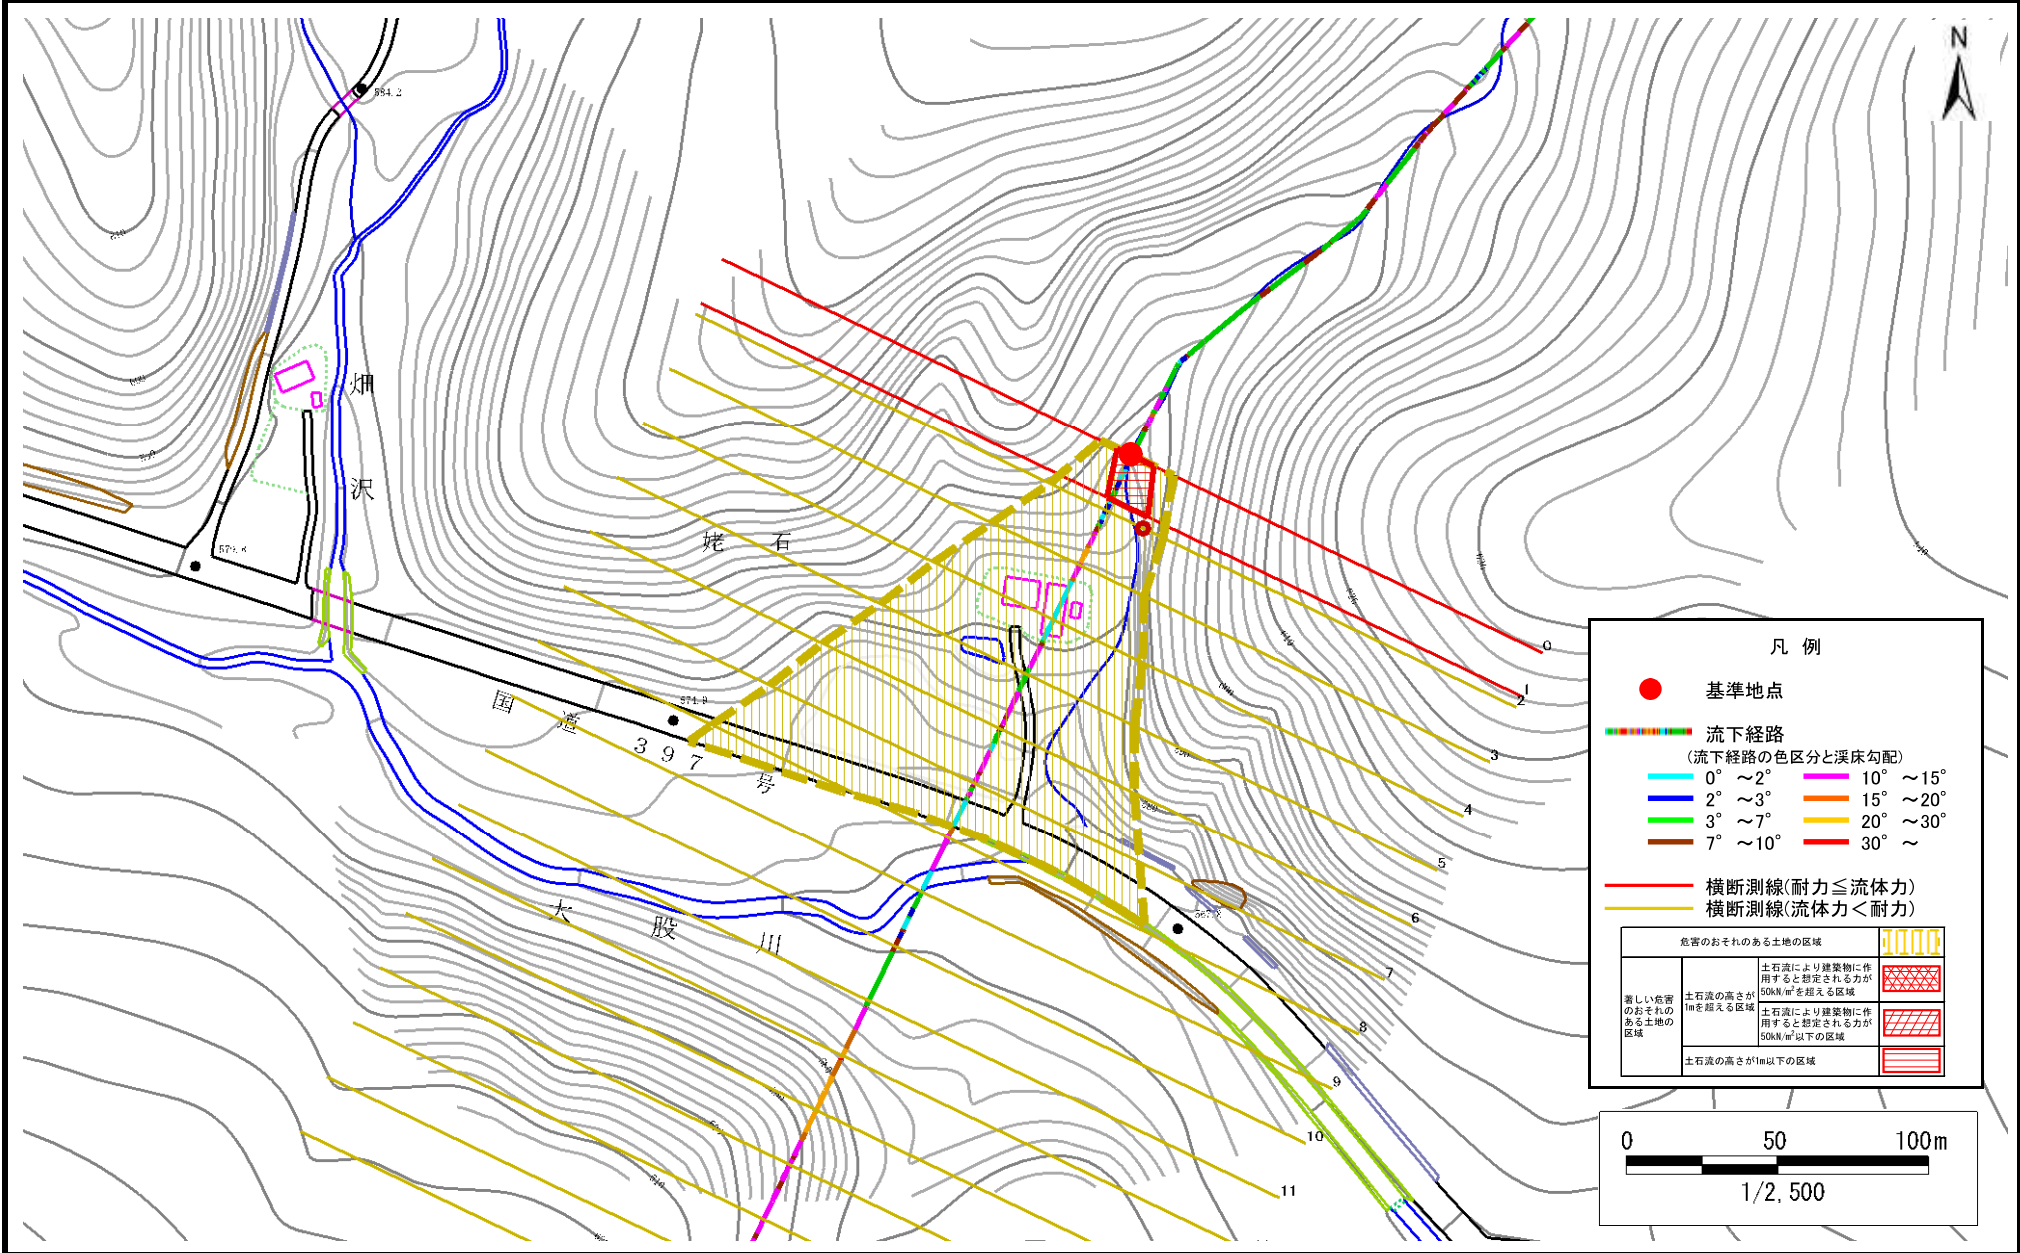 N
584.2
畑
沢
姥 石
574.9
国 道 397 号
大 股 川
567.8
0
1
2
3
4
5
6
7
8
9
10
11
凡 例
基準地点
流下経路
(流下経路の色区分と渓床勾配)
0° ~2° 10° ~15°
2° ~3° 15° ~20°
3° ~7° 20° ~30°
7° ~10° 30° ~
横断測線(耐力≦流体力)
横断測線(流体力<耐力)
危害のおそれのある土地の区域
著しい危害
のおそれの
ある土地の
区域
土石流の高さが
1mを超える区域
土石流により建築物に作
用すると想定される力が
50kN/m²を超える区域
土石流により建築物に作
用すると想定される力が
50kN/m²以下の区域
土石流の高さが1m以下の区域
0 50 100m
1/2,500